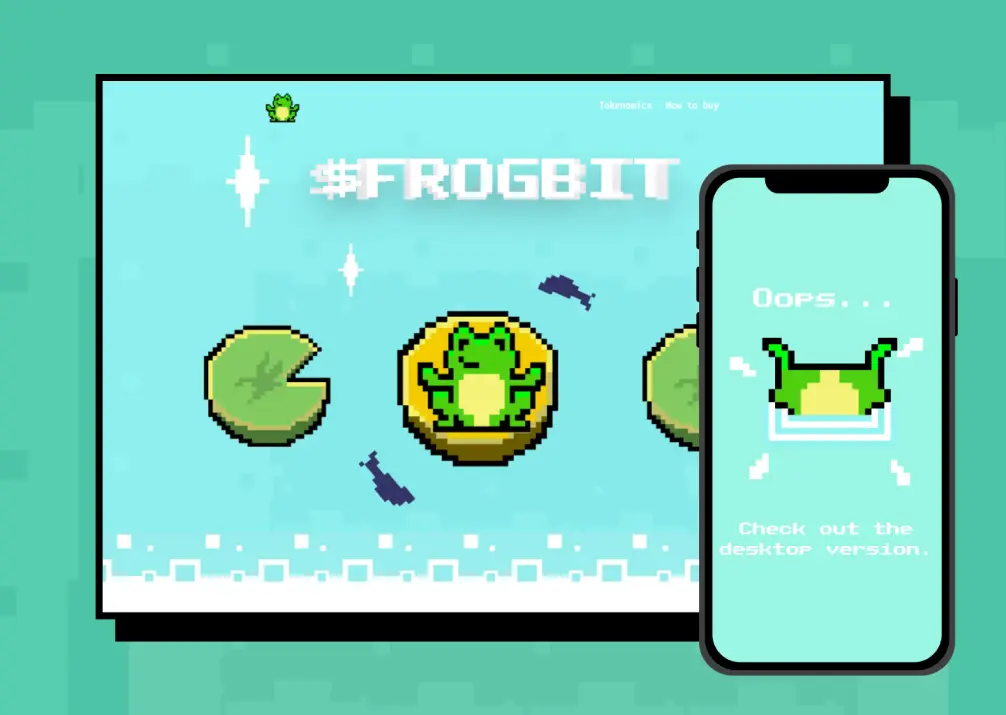 Tokenomics How to buy
$FROGBIT
Oops...
Check out the
desktop version.